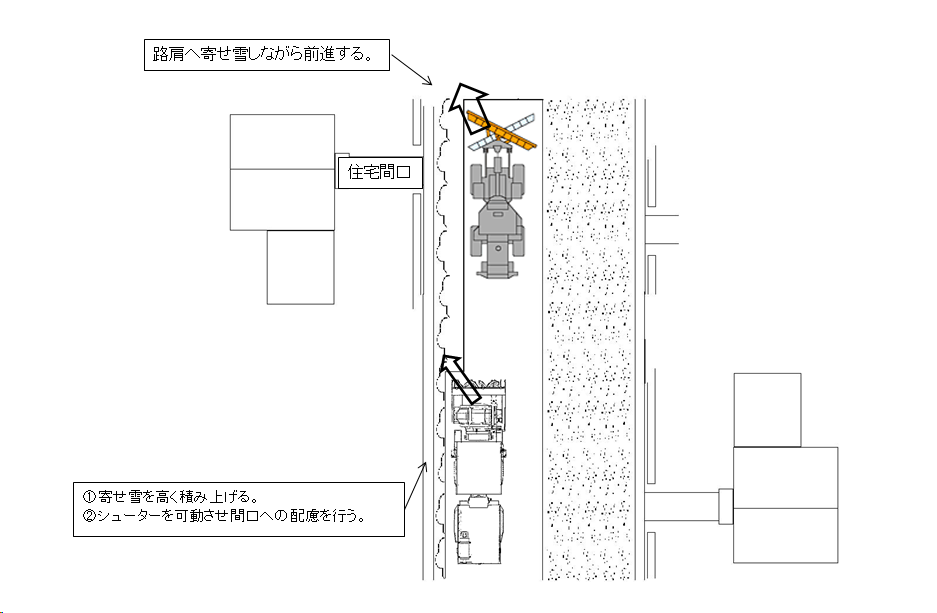 路肩へ寄せ雪しながら前進する。
住宅間口
①寄せ雪を高く積み上げる。
②シューターを可動させ間口への配慮を行う。